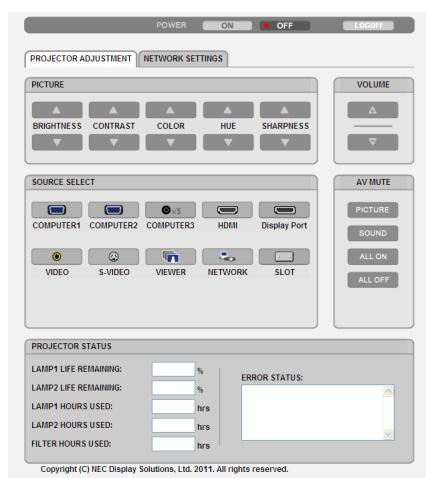 POWER ON OFF LOGOFF
PROJECTOR ADJUSTMENT NETWORK SETTINGS
PICTURE
BRIGHTNESS CONTRAST COLOR HUE SHARPNESS
VOLUME
SOURCE SELECT
COMPUTER1 COMPUTER2 COMPUTER3 HDMI Display Port
×5
VIDEO S-VIDEO VIEWER NETWORK SLOT
AV MUTE
PICTURE
SOUND
ALL ON
ALL OFF
PROJECTOR STATUS
LAMP1 LIFE REMAINING: %
LAMP2 LIFE REMAINING: %
LAMP1 HOURS USED: hrs
LAMP2 HOURS USED: hrs
FILTER HOURS USED: hrs
ERROR STATUS:
Copyright (C) NEC Display Solutions, Ltd. 2011. All rights reserved.